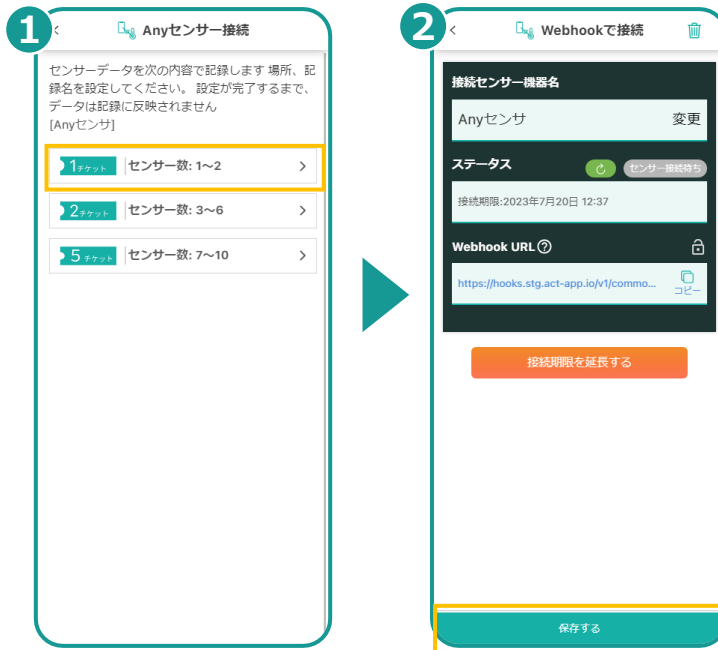 1
< Anyセンサー接続
センサーデータを次の内容で記録します 場所、記
録名を設定してください。 設定が完了するまで、
データは記録に反映されません
[Anyセンサ]
1チケット センサー数: 1～2 >
2チケット センサー数: 3～6 >
5 チケット センサー数: 7～10 >
2
< Webhookで接続
接続センサー機器名
Anyセンサ 変更
ステータス センサー接続待ち
接続期限:2023年7月20日 12:37
Webhook URL ?
https://hooks.stg.act-app.io/v1/commo...
コピー
接続期限を延長する
保存する